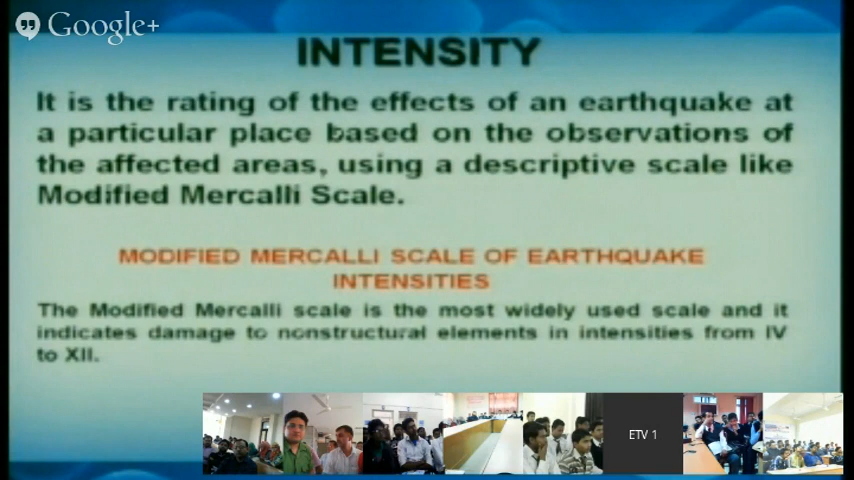 Google+
INTENSITY
It is the rating of the effects of an earthquake at
a particular place based on the observations of
the affected areas, using a descriptive scale like
Modified Mercalli Scale.
MODIFIED MERCALLI SCALE OF EARTHQUAKE
INTENSITIES
The Modified Mercalli scale is the most widely used scale and it
indicates damage to nonstructural elements in intensities from IV
to XII.
ETV 1